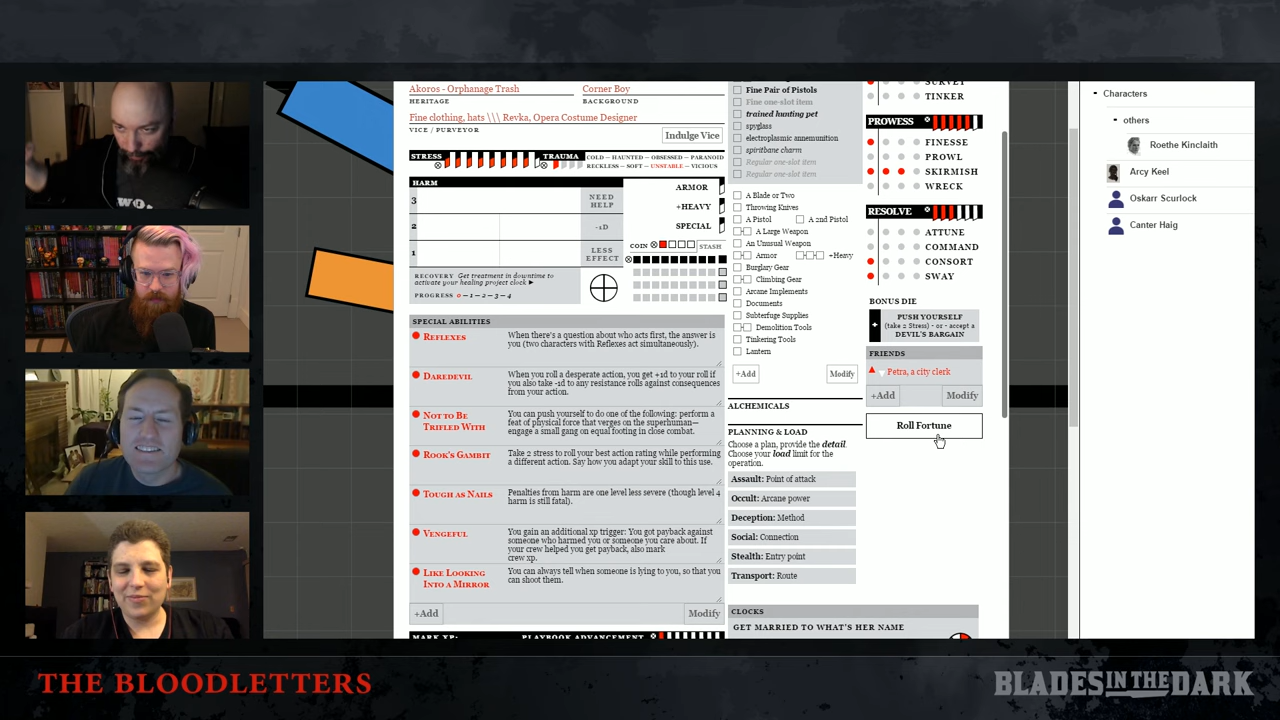 Akoros - Orphanage Trash
Corner Boy
HERITAGE
BACKGROUND
Fine clothing, hats \\\ Revka, Opera Costume Designer
VICE / PURVEYOR
Indulge Vice
STRESS
TRAUMA
COLD — HAUNTED — OBSESSED — PARANOID
RECKLESS — SOFT — UNSTABLE — VICIOUS
HARM
3
NEED HELP
2
-1D
1
LESS EFFECT
ARMOR
+HEAVY
SPECIAL
COIN
STASH
RECOVERY Get treatment in downtime to
activate your healing project clock ►
PROGRESS 0 — 1 — 2 — 3 — 4
SPECIAL ABILITIES
REFLEXES
When there's a question about who acts first, the answer is
you (two characters with Reflexes act simultaneously).
DAREDEVIL
When you roll a desperate action, you get +1d to your roll if
you also take -1d to any resistance rolls against consequences
from your action.
NOT TO BE
TRIFLED WITH
You can push yourself to do one of the following: perform a
feat of physical force that verges on the superhuman—
engage a small gang on equal footing in close combat.
ROOK'S GAMBIT
Take 2 stress to roll your best action rating while performing
a different action. Say how you adapt your skill to this use.
TOUGH AS NAILS
Penalties from harm are one level less severe (though level 4
harm is still fatal).
VENGEFUL
You gain an additional xp trigger: You got payback against
someone who harmed you or someone you care about. If
your crew helped you get payback, also mark
crew xp.
LIKE LOOKING
INTO A MIRROR
You can always tell when someone is lying to you, so that you
can shoot them.
+Add
Modify
MARK XP:
PLAYBOOK ADVANCEMENT
Fine Pair of Pistols
Fine one-slot item
trained hunting pet
spyglass
electroplasmic ammunition
spiritbane charm
Regular one-slot item
Regular one-slot item
A Blade or Two
Throwing Knives
A Pistol
A 2nd Pistol
A Large Weapon
An Unusual Weapon
Armor
+Heavy
Burglary Gear
Climbing Gear
Arcane Implements
Documents
Subterfuge Supplies
Demolition Tools
Tinkering Tools
Lantern
+Add
Modify
ALCHEMICALS
PLANNING & LOAD
Choose a plan, provide the detail.
Choose your load limit for the
operation.
Assault: Point of attack
Occult: Arcane power
Deception: Method
Social: Connection
Stealth: Entry point
Transport: Route
CLOCKS
GET MARRIED TO WHAT'S HER NAME
SURVEY
TINKER
PROWESS
FINESSE
PROWL
SKIRMISH
WRECK
RESOLVE
ATTUNE
COMMAND
CONSORT
SWAY
BONUS DIE
+
PUSH YOURSELF
(take 2 Stress) - or - accept a
DEVIL'S BARGAIN
FRIENDS
Petra, a city clerk
+Add
Modify
Roll Fortune
Characters
others
Roethe Kinclaith
Arcy Keel
Oskarr Scurlock
Canter Haig
THE BLOODLETTERS
BLADES IN THE DARK